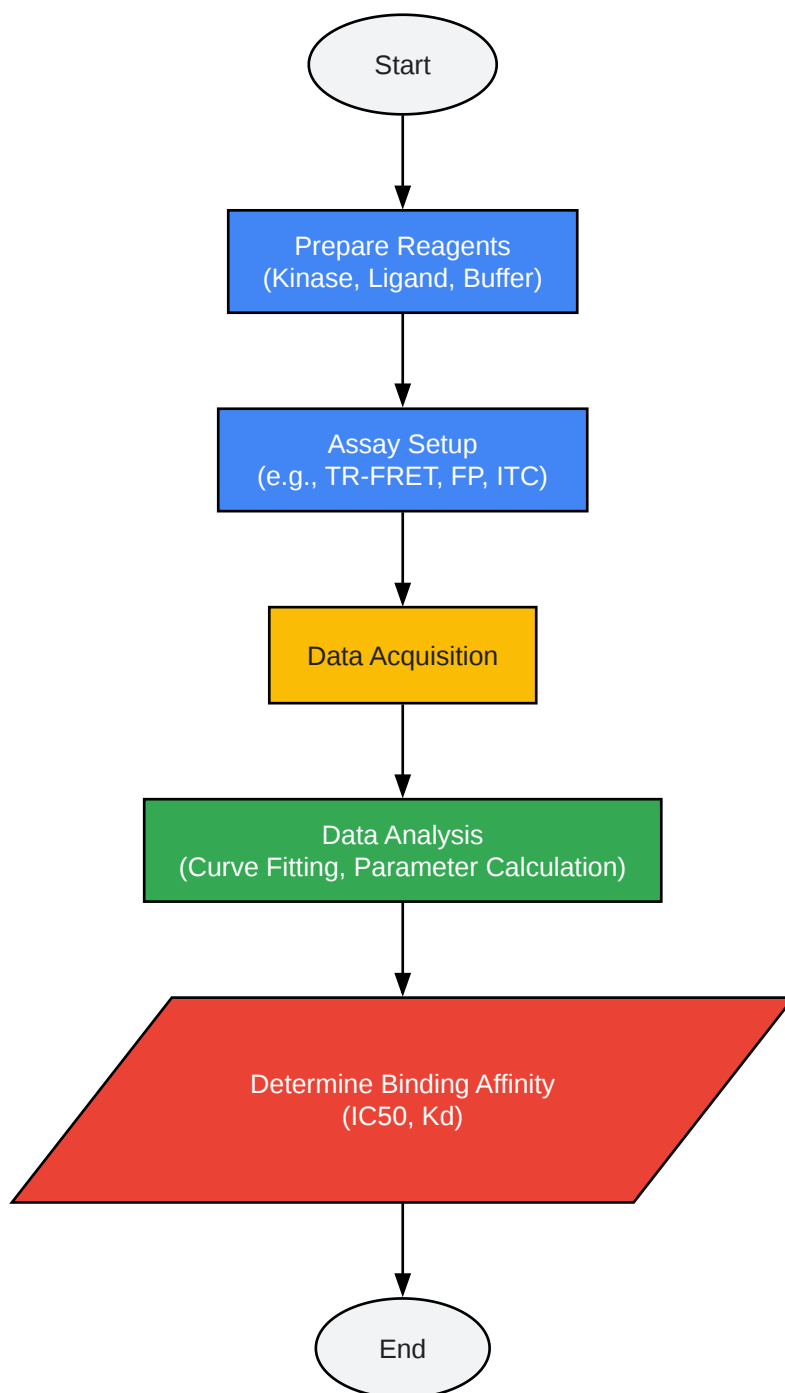 Start
Prepare Reagents
(Kinase, Ligand, Buffer)
Assay Setup
(e.g., TR-FRET, FP, ITC)
Data Acquisition
Data Analysis
(Curve Fitting, Parameter Calculation)
Determine Binding Affinity
(IC50, Kd)
End